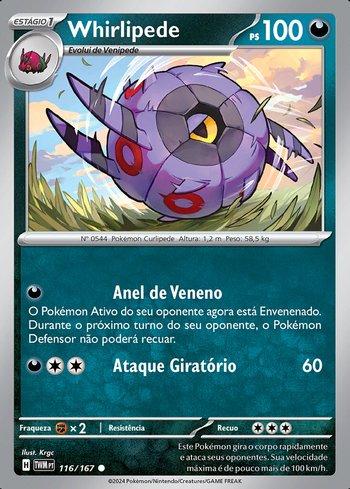 ESTÁGIO 1
Whirlipede
PS 100
Evolui de Venipede
Nº 0544 Pokémon Curlipede Altura: 1,2 m Peso: 58,5 kg
Anel de Veneno
O Pokémon Ativo do seu oponente agora está Envenenado.
Durante o próximo turno do seu oponente, o Pokémon
Defensor não poderá recuar.
Ataque Giratório 60
Fraqueza ×2 Resistência Recuo
Ilust. Krgc
H TWM PT 116/167
Este Pokémon gira o corpo rapidamente
e ataca seus oponentes. Sua velocidade
máxima é de pouco mais de 100 km/h.
©2024 Pokémon/Nintendo/Creatures/GAME FREAK